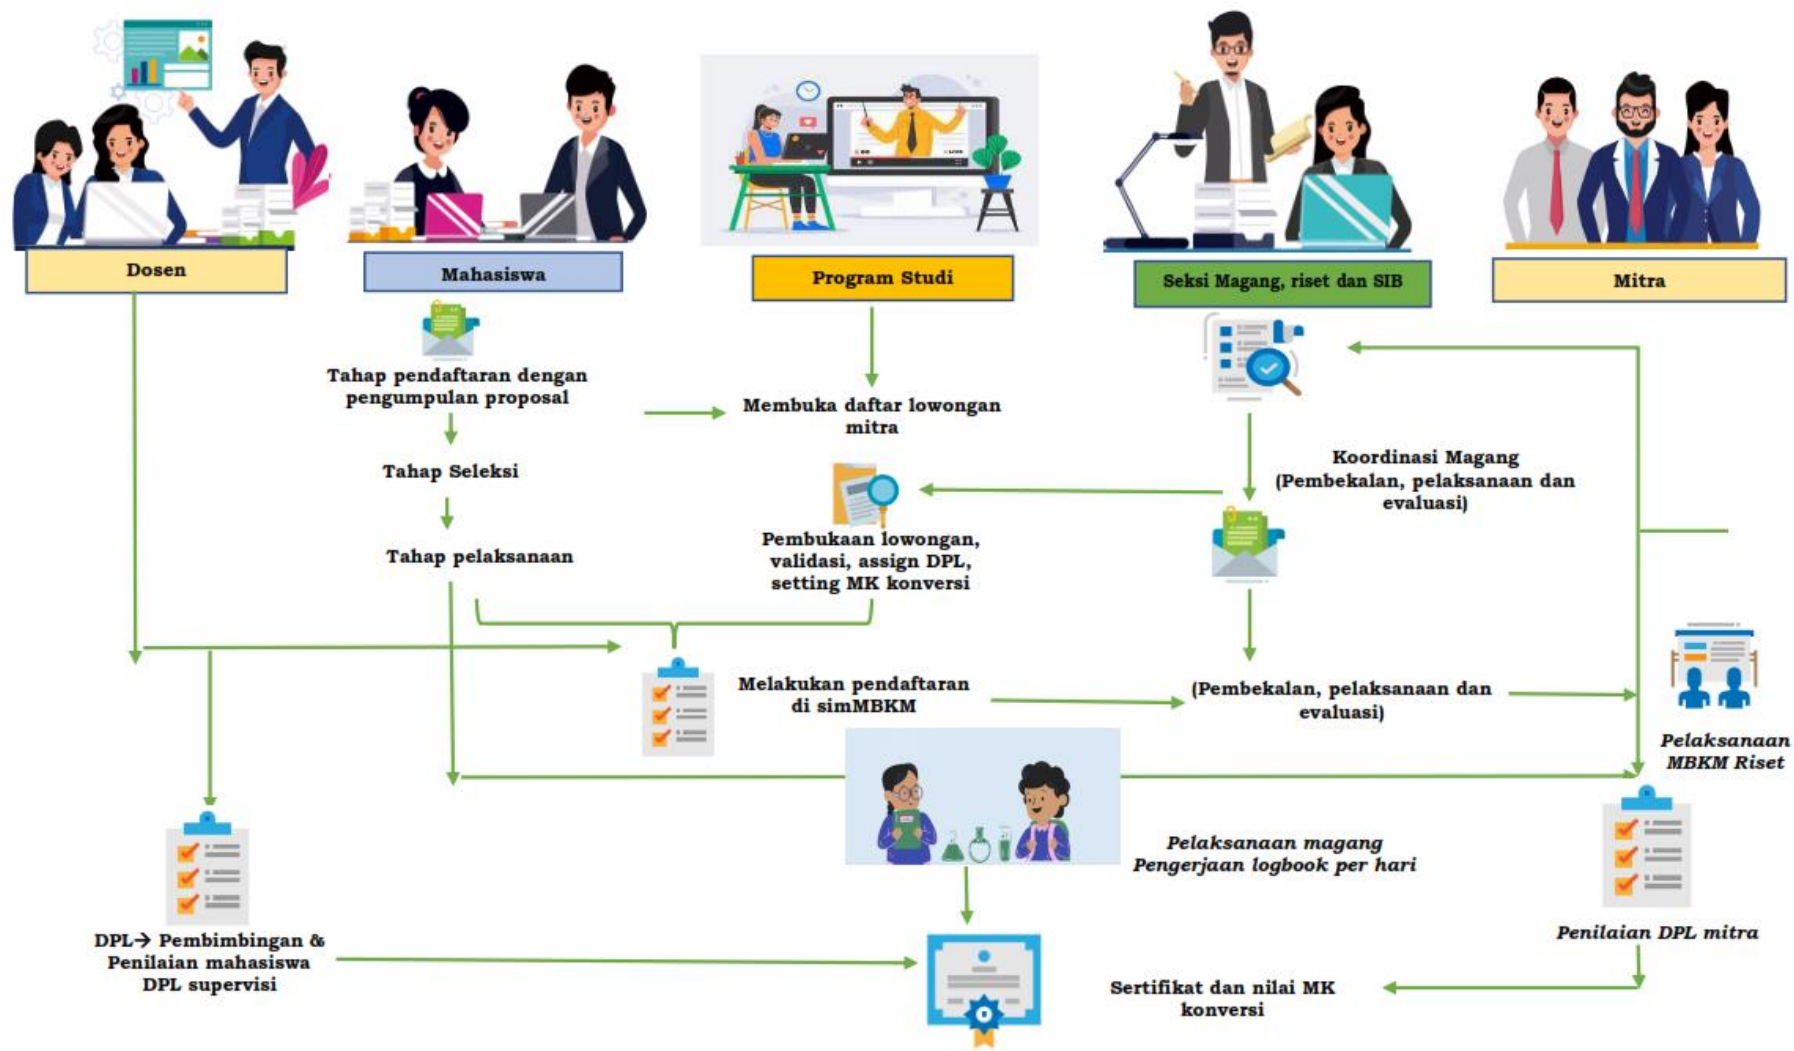 Dosen
Mahasiswa
Program Studi
Seksi Magang, riset dan SIB
Mitra
Tahap pendaftaran dengan
pengumpulan proposal
Membuka daftar lowongan
mitra
Tahap Seleksi
Koordinasi Magang
(Pembekalan, pelaksanaan dan
evaluasi)
Tahap pelaksanaan
Pembukaan lowongan,
validasi, assign DPL,
setting MK konversi
Melakukan pendaftaran
di simMBKM
(Pembekalan, pelaksanaan dan
evaluasi)
Pelaksanaan
MBKM Riset
Pelaksanaan magang
Pengerjaan logbook per hari
Penilaian DPL mitra
DPL→ Pembimbingan &
Penilaian mahasiswa
DPL supervisi
Sertifikat dan nilai MK
konversi